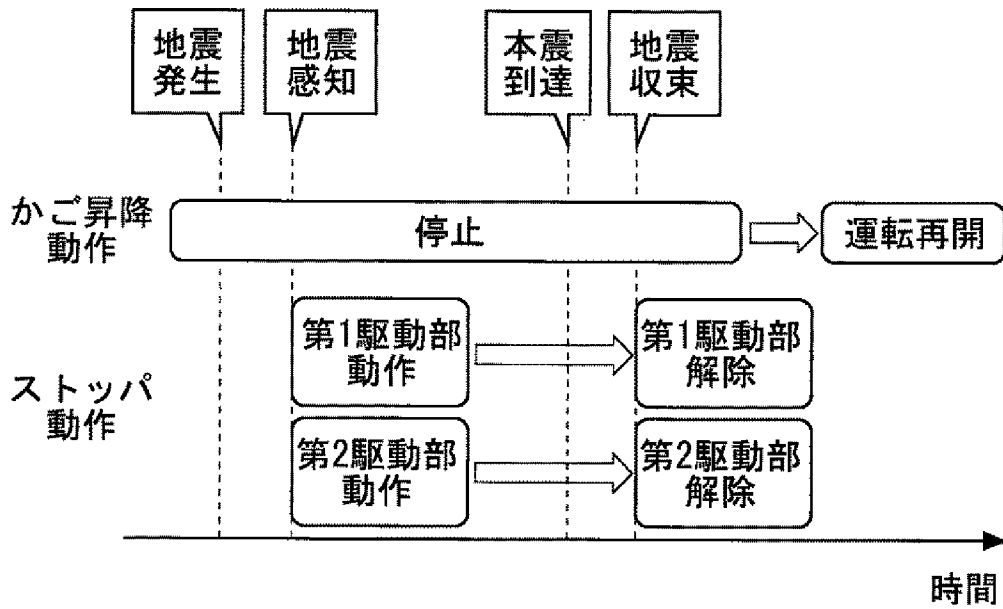 地震
発生
地震
感知
本震
到達
地震
収束
かご昇降
動作
停止
運転再開
ストッパ
動作
第1駆動部
動作
第1駆動部
解除
第2駆動部
動作
第2駆動部
解除
時間